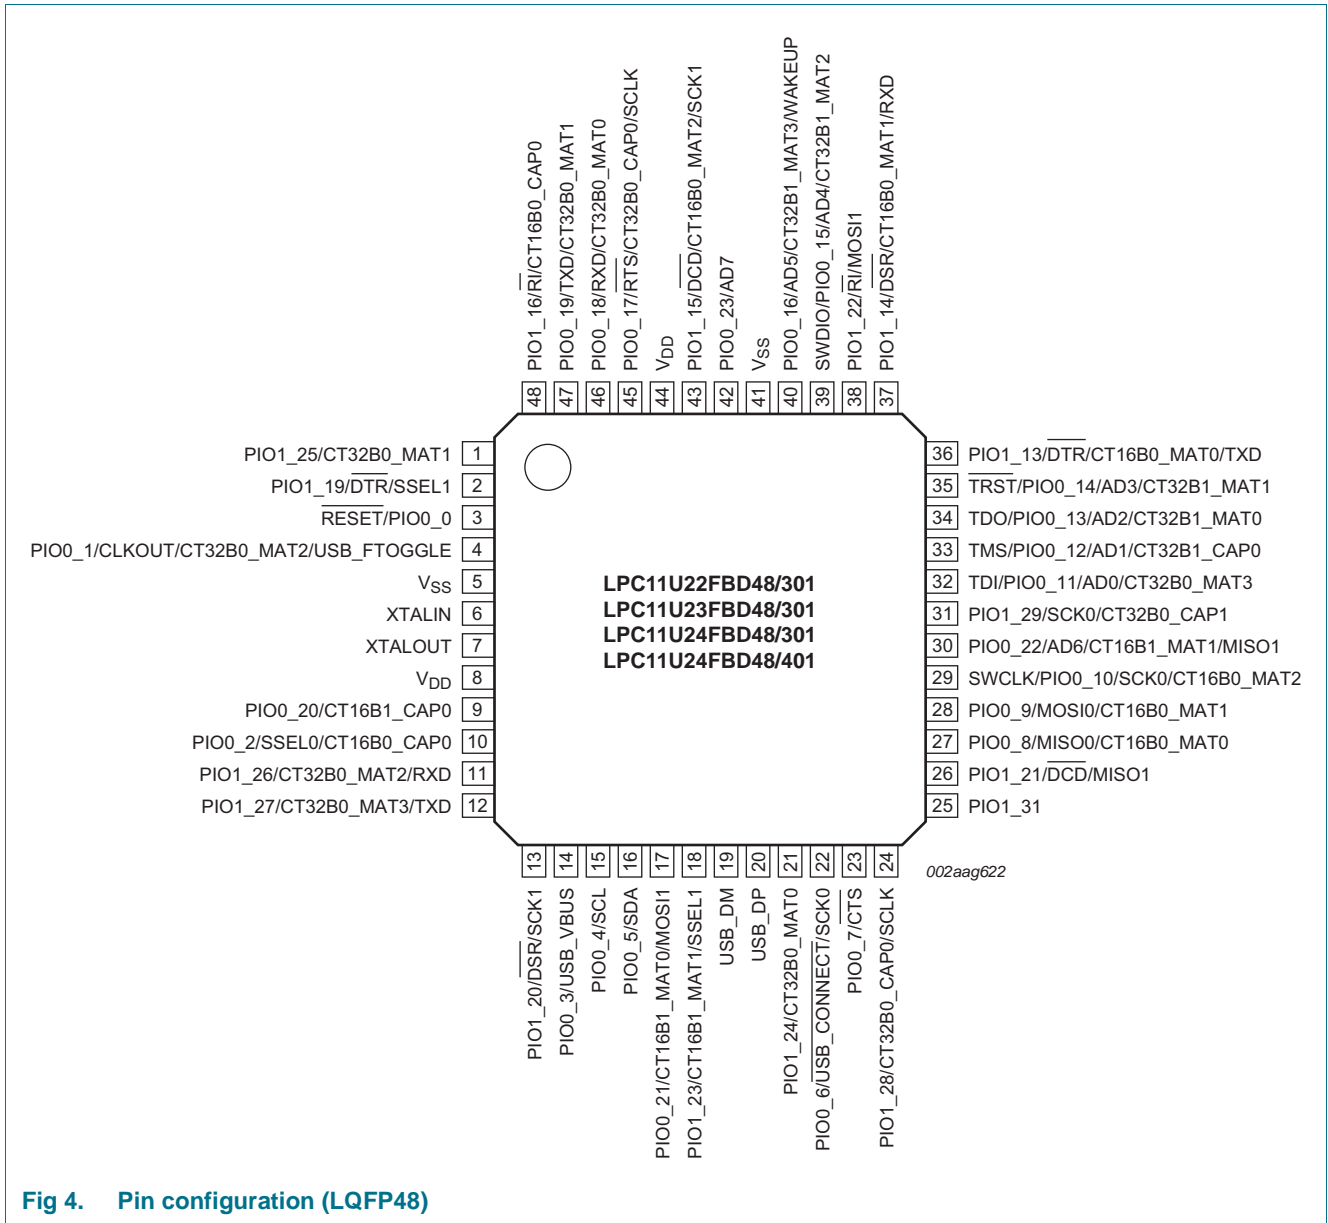 48 PIO1_16/RI/CT16B0_CAP0
47 PIO0_19/TXD/CT32B0_MAT1
46 PIO0_18/RXD/CT32B0_MAT0
45 PIO0_17/RTS/CT32B0_CAP0/SCLK
44 VDD
43 PIO1_15/DCD/CT16B0_MAT2/SCK1
42 PIO0_23/AD7
41 VSS
40 PIO0_16/AD5/CT32B1_MAT3/WAKEUP
39 SWDIO/PIO0_15/AD4/CT32B1_MAT2
38 PIO1_22/RI/MOSI1
37 PIO1_14/DSR/CT16B0_MAT1/RXD
PIO1_25/CT32B0_MAT1 1
PIO1_19/DTR/SSEL1 2
RESET/PIO0_0 3
PIO0_1/CLKOUT/CT32B0_MAT2/USB_FTOGGLE 4
VSS 5
XTALIN 6
XTALOUT 7
VDD 8
PIO0_20/CT16B1_CAP0 9
PIO0_2/SSEL0/CT16B0_CAP0 10
PIO1_26/CT32B0_MAT2/RXD 11
PIO1_27/CT32B0_MAT3/TXD 12
LPC11U22FBD48/301
LPC11U23FBD48/301
LPC11U24FBD48/301
LPC11U24FBD48/401
36 PIO1_13/DTR/CT16B0_MAT0/TXD
35 TRST/PIO0_14/AD3/CT32B1_MAT1
34 TDO/PIO0_13/AD2/CT32B1_MAT0
33 TMS/PIO0_12/AD1/CT32B1_CAP0
32 TDI/PIO0_11/AD0/CT32B0_MAT3
31 PIO1_29/SCK0/CT32B0_CAP1
30 PIO0_22/AD6/CT16B1_MAT1/MISO1
29 SWCLK/PIO0_10/SCK0/CT16B0_MAT2
28 PIO0_9/MOSI0/CT16B0_MAT1
27 PIO0_8/MISO0/CT16B0_MAT0
26 PIO1_21/DCD/MISO1
25 PIO1_31
13 PIO1_20/DSR/SCK1
14 PIO0_3/USB_VBUS
15 PIO0_4/SCL
16 PIO0_5/SDA
17 PIO0_21/CT16B1_MAT0/MOSI1
18 PIO1_23/CT16B1_MAT1/SSEL1
19 USB_DM
20 USB_DP
21 PIO1_24/CT32B0_MAT0
22 PIO0_6/USB_CONNECT/SCK0
23 PIO0_7/CTS
24 PIO1_28/CT32B0_CAP0/SCLK
002aag622
Fig 4. Pin configuration (LQFP48)